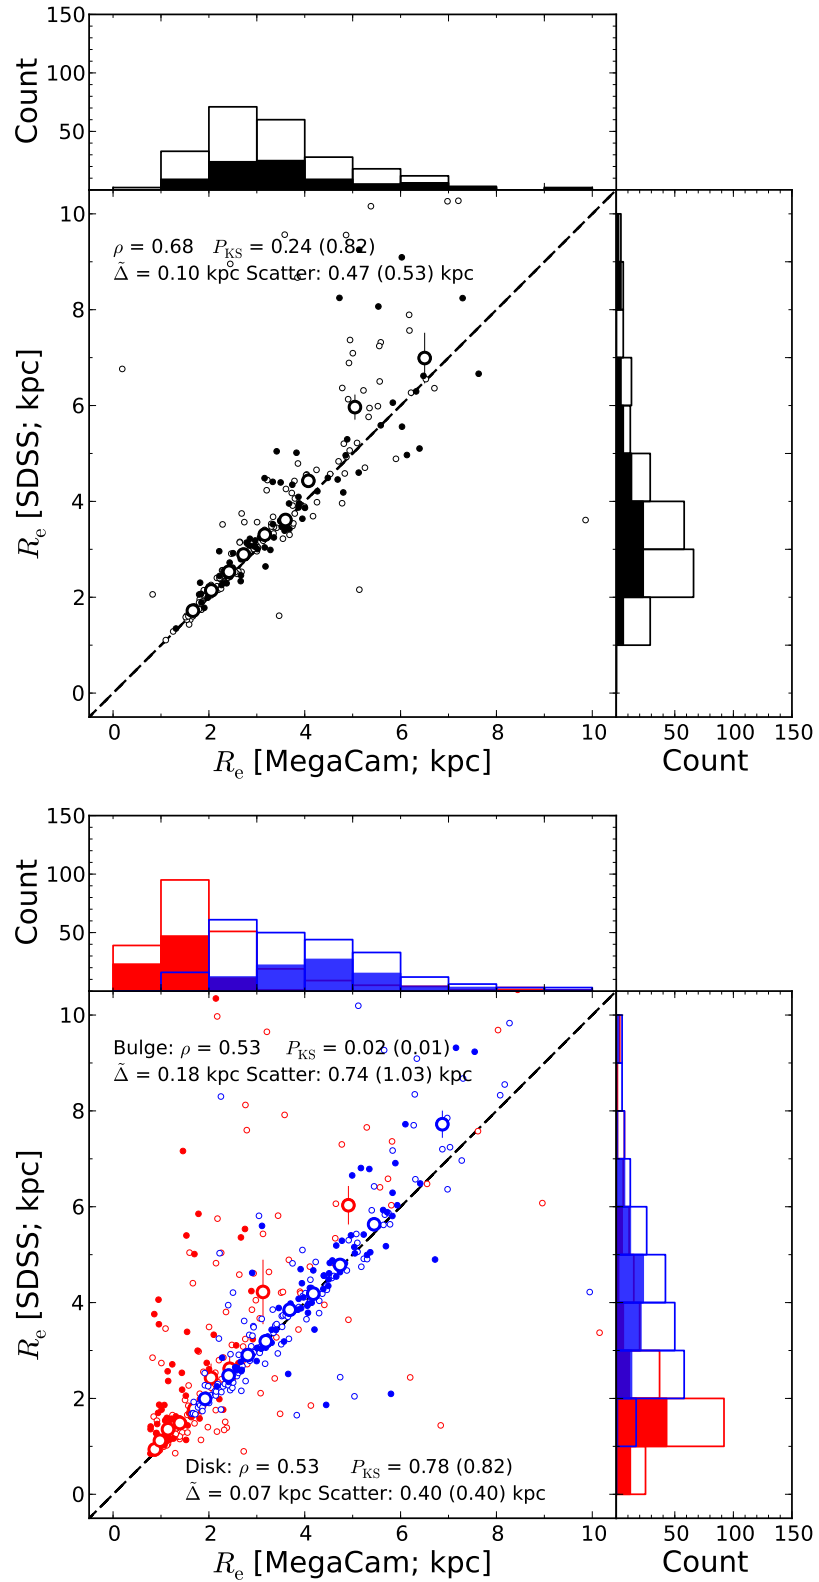 150
100
50
Count
10
8
6
4
2
0
R_e [SDSS; kpc]
ρ = 0.68 P_KS = 0.24 (0.82)
Δ̃ = 0.10 kpc Scatter: 0.47 (0.53) kpc
0 2 4 6 8 10
R_e [MegaCam; kpc]
50 100 150
Count
150
100
50
Count
10
8
6
4
2
0
R_e [SDSS; kpc]
Bulge: ρ = 0.53 P_KS = 0.02 (0.01)
Δ̃ = 0.18 kpc Scatter: 0.74 (1.03) kpc
Disk: ρ = 0.53 P_KS = 0.78 (0.82)
Δ̃ = 0.07 kpc Scatter: 0.40 (0.40) kpc
0 2 4 6 8 10
R_e [MegaCam; kpc]
50 100 150
Count